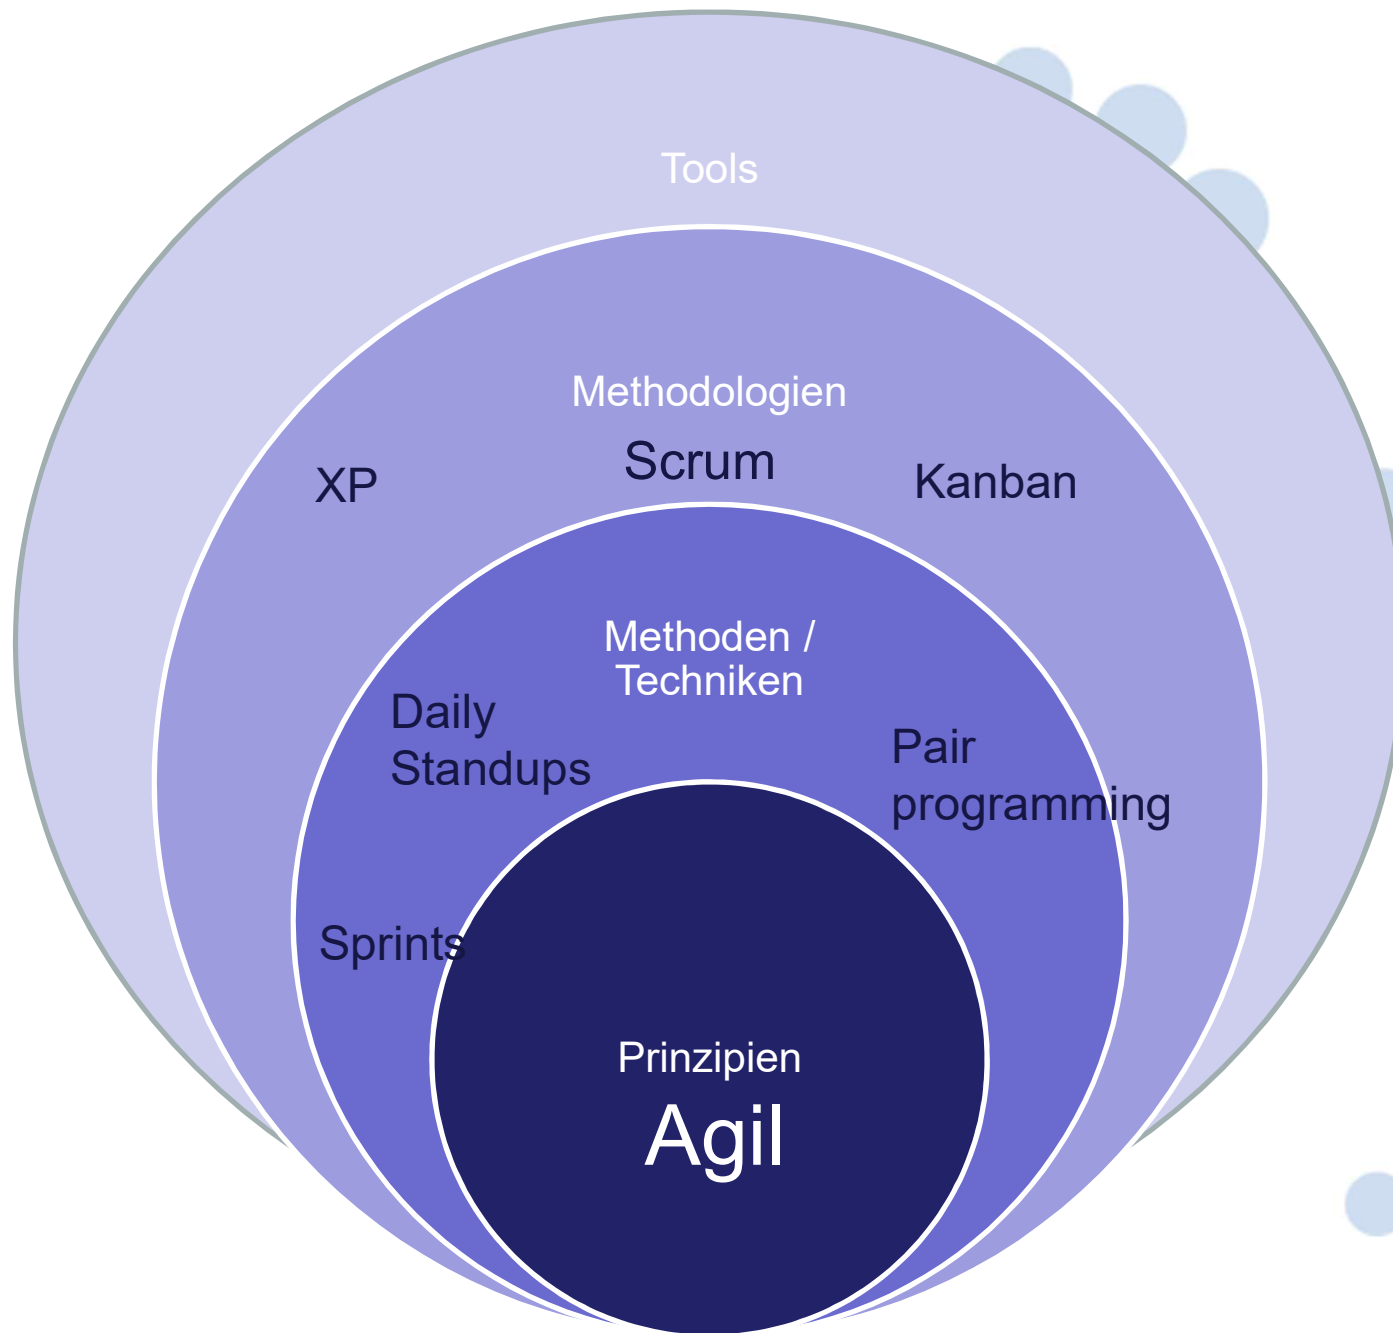 Tools
Methodologien
XP
Scrum
Kanban
Methoden /
Techniken
Daily
Standups
Pair
programming
Sprints
Prinzipien
Agil